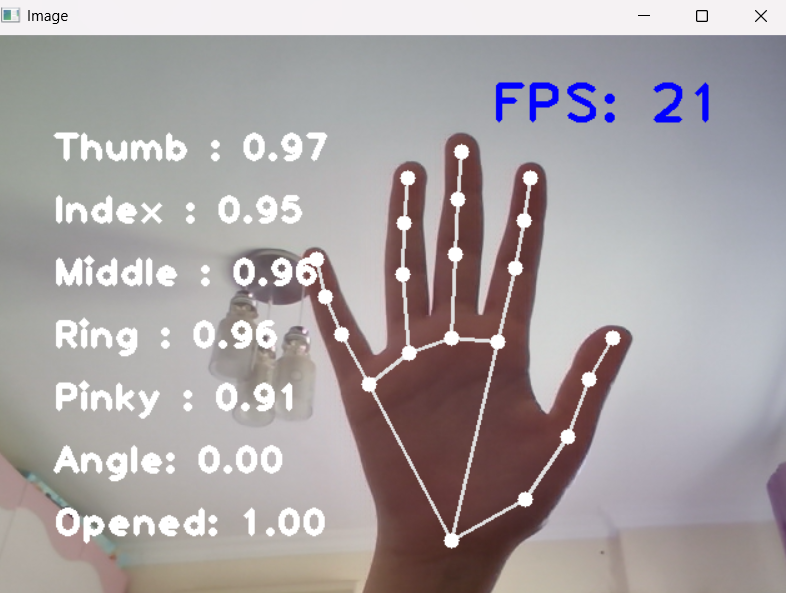 Image
FPS: 21
Thumb : 0.97
Index : 0.95
Middle : 0.96
Ring : 0.96
Pinky : 0.91
Angle: 0.00
Opened: 1.00